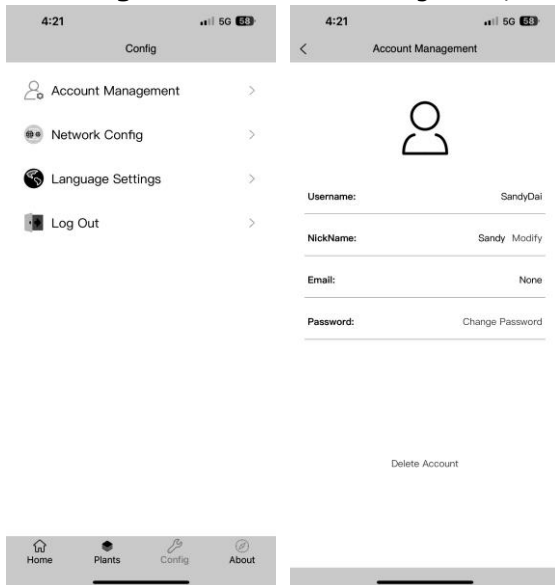 4:21
5G 58
Config
Account Management
Network Config
Language Settings
Log Out
Home Plants Config About
4:21
5G 58
Account Management
Username: SandyDai
NickName: Sandy Modify
Email: None
Password: Change Password
Delete Account